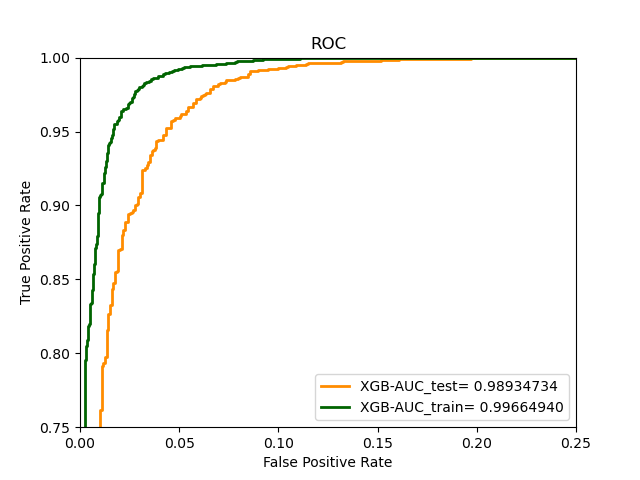 ROC
1.00
0.95
0.90
0.85
0.80
0.75
True Positive Rate
XGB-AUC_test= 0.98934734
XGB-AUC_train= 0.99664940
0.00 0.05 0.10 0.15 0.20 0.25
False Positive Rate